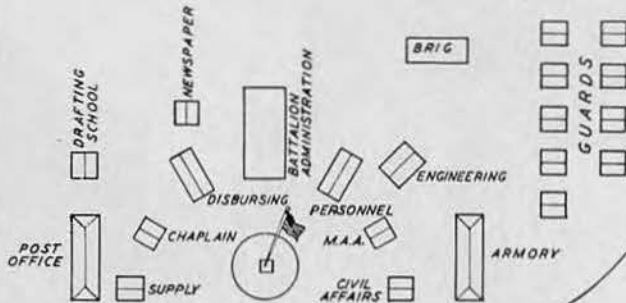 NEWSPAPER
BRIG
GUARDS
DRAFTING
SCHOOL
BATTALION
ADMINISTRATION
ENGINEERING
DISBURSING
PERSONNEL
CHAPLAIN
M.A.A.
POST
OFFICE
ARMORY
SUPPLY
CIVIL
AFFAIRS